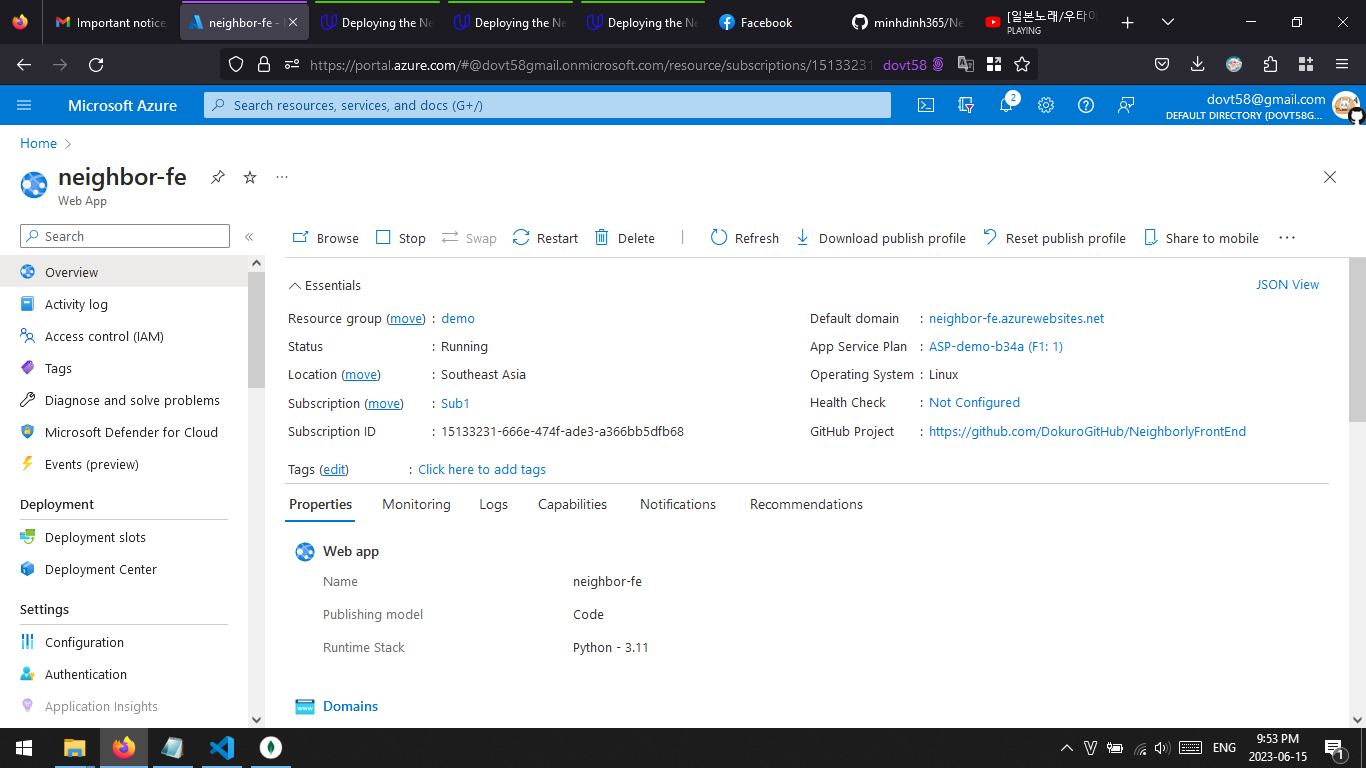 Important notice
neighbor-fe -
Deploying the Ne
Deploying the Ne
Deploying the Ne
Facebook
minhdinh365/Ne
[일본노래/우타이
PLAYING
https://portal.azure.com/#@dovt58gmail.onmicrosoft.com/resource/subscriptions/15133231
dovt58
Microsoft Azure
Search resources, services, and docs (G+/)
2
dovt58@gmail.com
DEFAULT DIRECTORY (DOVT58G...
Home
neighbor-fe
Web App
Search
Browse
Stop
Swap
Restart
Delete
Refresh
Download publish profile
Reset publish profile
Share to mobile
Overview
Activity log
Access control (IAM)
Tags
Diagnose and solve problems
Microsoft Defender for Cloud
Events (preview)
Deployment
Deployment slots
Deployment Center
Settings
Configuration
Authentication
Application Insights
Essentials
JSON View
Resource group (move) : demo
Status : Running
Location (move) : Southeast Asia
Subscription (move) : Sub1
Subscription ID : 15133231-666e-474f-ade3-a366bb5dfb68
Default domain : neighbor-fe.azurewebsites.net
App Service Plan : ASP-demo-b34a (F1: 1)
Operating System : Linux
Health Check : Not Configured
GitHub Project : https://github.com/DokuroGitHub/NeighborlyFrontEnd
Tags (edit) : Click here to add tags
Properties
Monitoring
Logs
Capabilities
Notifications
Recommendations
Web app
Name neighbor-fe
Publishing model Code
Runtime Stack Python - 3.11
Domains
ENG
9:53 PM
2023-06-15
1